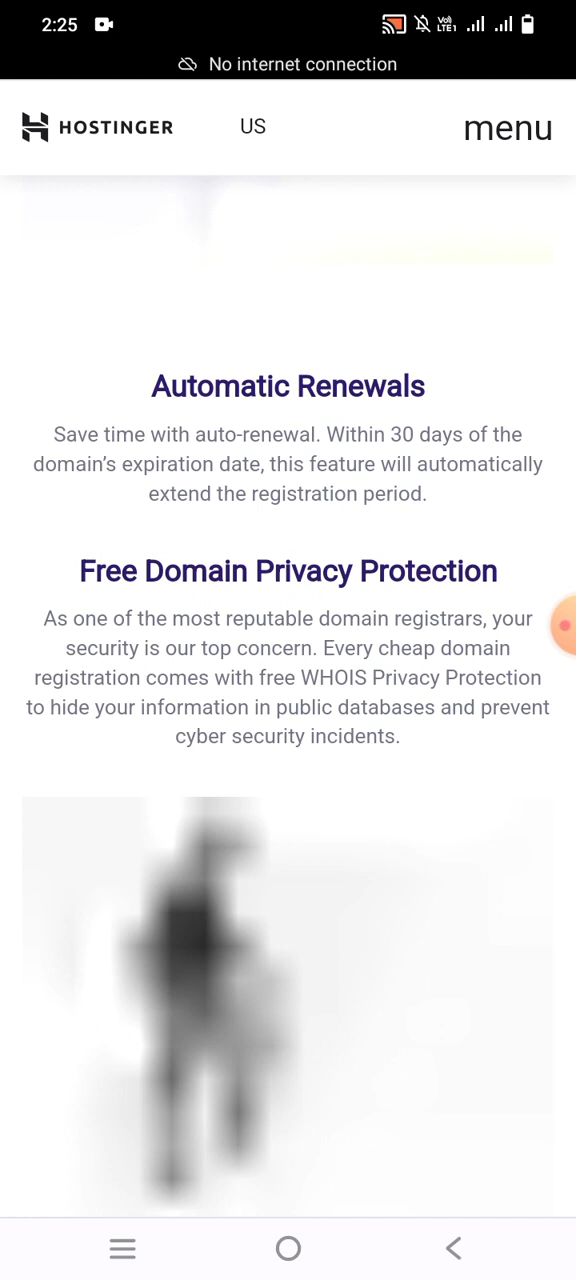 2:25
Vo) LTE1
No internet connection
HOSTINGER US menu
Automatic Renewals
Save time with auto-renewal. Within 30 days of the
domain’s expiration date, this feature will automatically
extend the registration period.
Free Domain Privacy Protection
As one of the most reputable domain registrars, your
security is our top concern. Every cheap domain
registration comes with free WHOIS Privacy Protection
to hide your information in public databases and prevent
cyber security incidents.